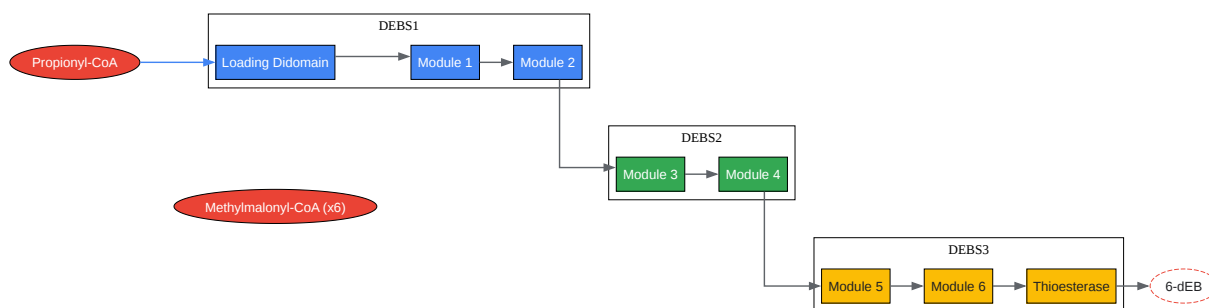 DEBS1
Propionyl-CoA
Loading Didomain
Module 1
Module 2
DEBS2
Module 3
Module 4
Methylmalonyl-CoA (x6)
DEBS3
Module 5
Module 6
Thioesterase
6-dEB